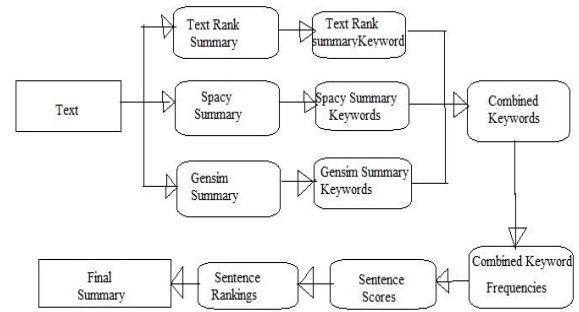 Text
Text Rank
Summary
Text Rank
summaryKeyword
Spacy
Summary
Spacy Summary
Keywords
Gensim
Summary
Gensim Summary
Keywords
Combined
Keywords
Combined Keyword
Frequencies
Sentence
Scores
Sentence
Rankings
Final
Summary